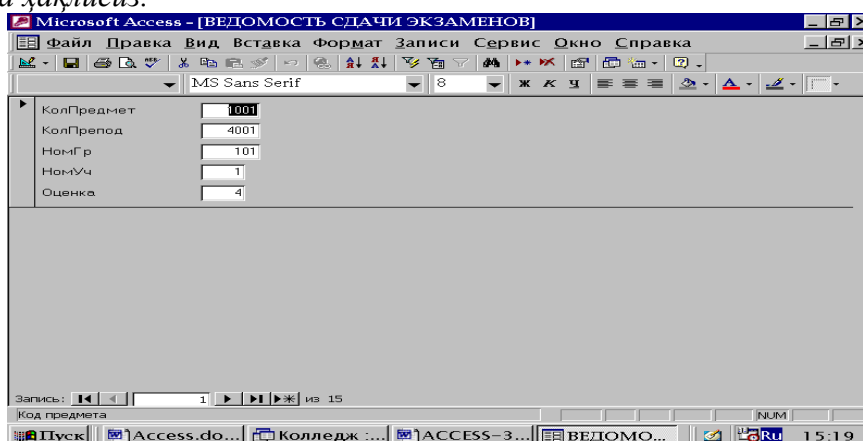 а ҳақлисиз.
Microsoft Access - [ВЕДОМОСТЬ СДАЧИ ЭКЗАМЕНОВ]
Файл Правка Вид Вставка Формат Записи Сервис Окно Справка
MS Sans Serif 8 Ж К Ч
КолПредмет 1001
КолПрепод 4001
НомГр 101
НомУч 1
Оценка 4
Запись: 1 из 15
Код предмета NUM
Пуск Access.do... Колледж :... ACCESS-3... ВЕДОМО... Ru 15:19